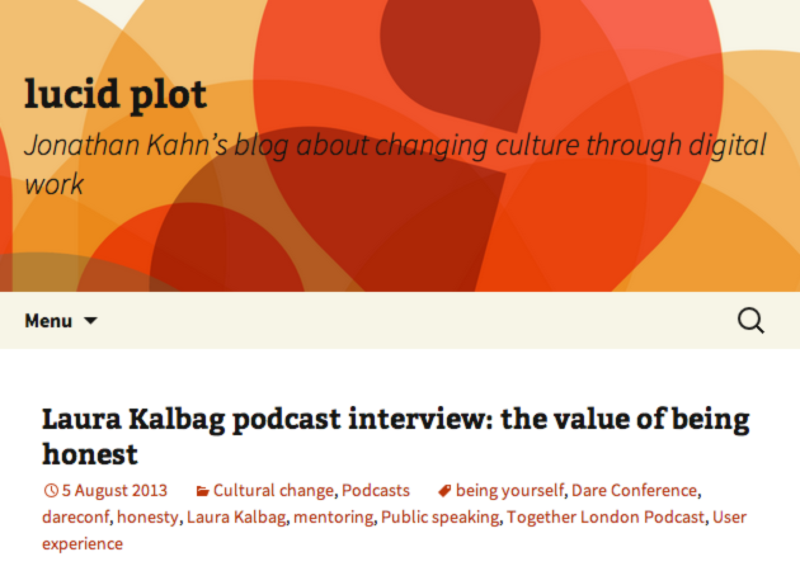 lucid plot
Jonathan Kahn’s blog about changing culture through digital
work
Menu
Laura Kalbag podcast interview: the value of being
honest
5 August 2013 Cultural change, Podcasts being yourself, Dare Conference,
dareconf, honesty, Laura Kalbag, mentoring, Public speaking, Together London Podcast, User
experience